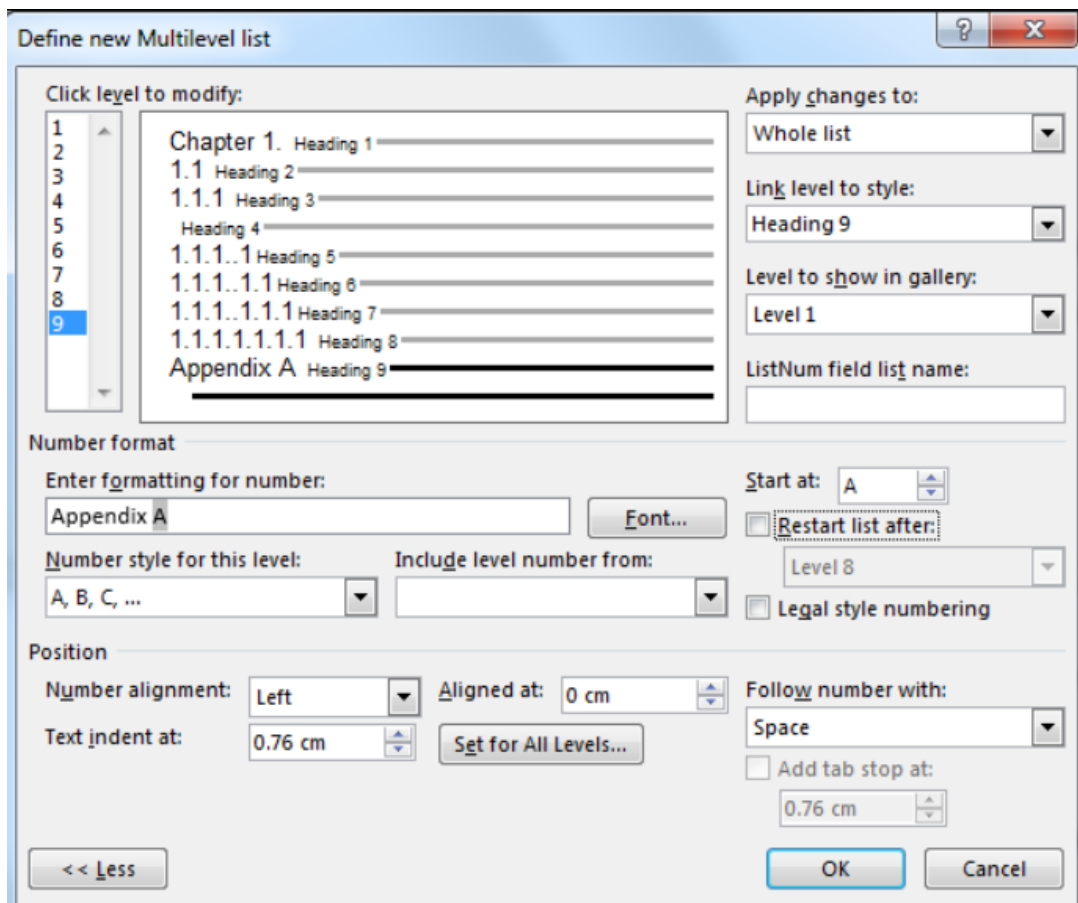 Define new Multilevel list
?
X
Click level to modify:
1
2
3
4
5
6
7
8
9
Chapter 1. Heading 1
1.1 Heading 2
1.1.1 Heading 3
Heading 4
1.1.1..1 Heading 5
1.1.1..1.1 Heading 6
1.1.1..1.1.1 Heading 7
1.1.1.1.1.1.1 Heading 8
Appendix A Heading 9
Apply changes to:
Whole list
Link level to style:
Heading 9
Level to show in gallery:
Level 1
ListNum field list name:
Number format
Enter formatting for number:
Appendix A
Font...
Start at: A
Restart list after:
Level 8
Number style for this level:
A, B, C, ...
Include level number from:
Legal style numbering
Position
Number alignment: Left
Aligned at: 0 cm
Text indent at: 0.76 cm
Set for All Levels...
Follow number with:
Space
Add tab stop at:
0.76 cm
<< Less
OK
Cancel